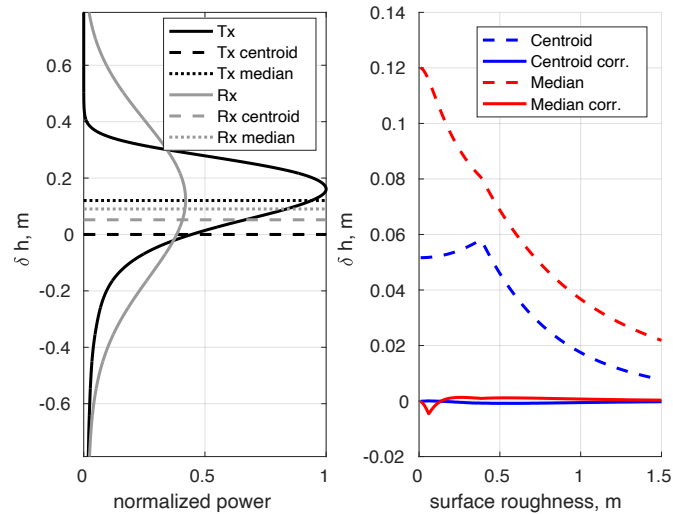 Tx
Tx centroid
Tx median
Rx
Rx centroid
Rx median
0.6
0.4
0.2
0
-0.2
-0.4
-0.6
δ h, m
0 0.5 1
normalized power
Centroid
Centroid corr.
Median
Median corr.
0.14
0.12
0.1
0.08
0.06
0.04
0.02
0
-0.02
δ h, m
0 0.5 1 1.5
surface roughness, m